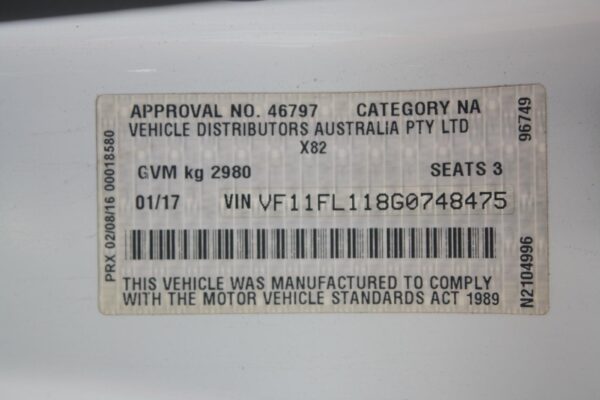 APPROVAL NO. 46797 CATEGORY NA
VEHICLE DISTRIBUTORS AUSTRALIA PTY LTD
X82
GVM kg 2980 SEATS 3
01/17 VIN VF11FL118G0748475
THIS VEHICLE WAS MANUFACTURED TO COMPLY
WITH THE MOTOR VEHICLE STANDARDS ACT 1989
PRX 02/08/16 00018580
N2104996 96749